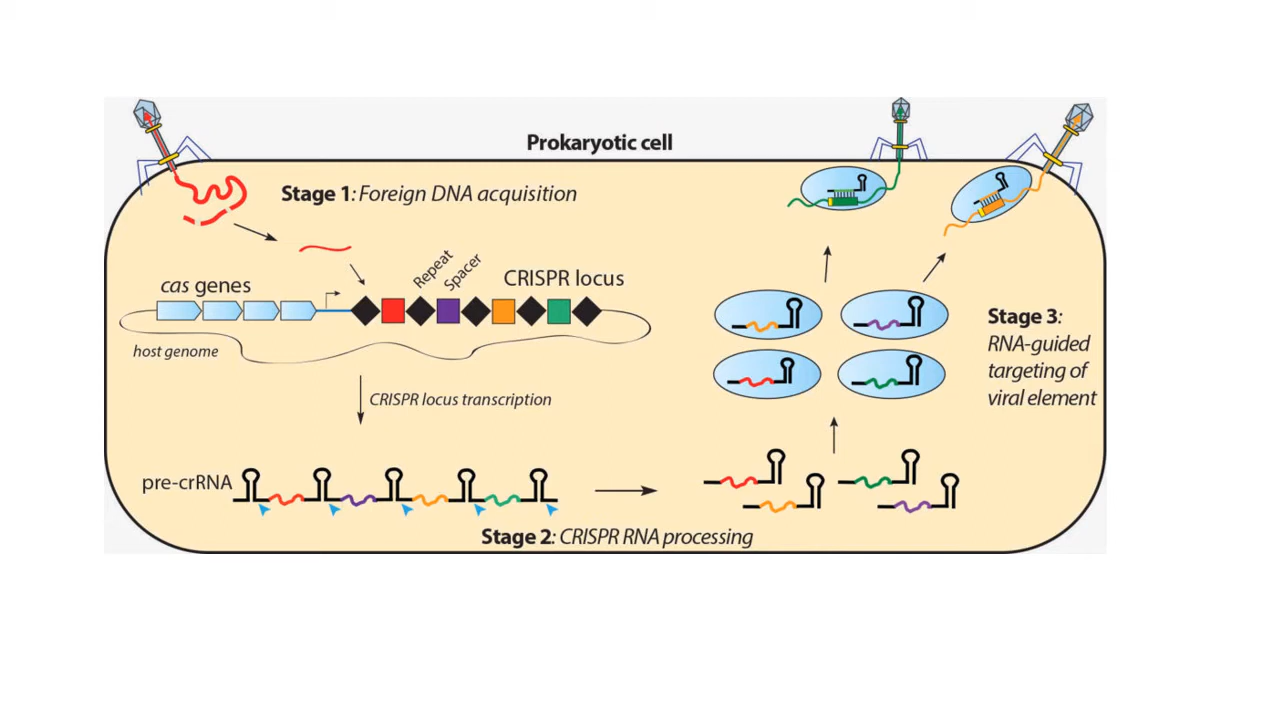 Prokaryotic cell
Stage 1: Foreign DNA acquisition
Repeat
Spacer
CRISPR locus
cas genes
host genome
CRISPR locus transcription
pre-crRNA
Stage 2: CRISPR RNA processing
Stage 3:
RNA-guided
targeting of
viral element